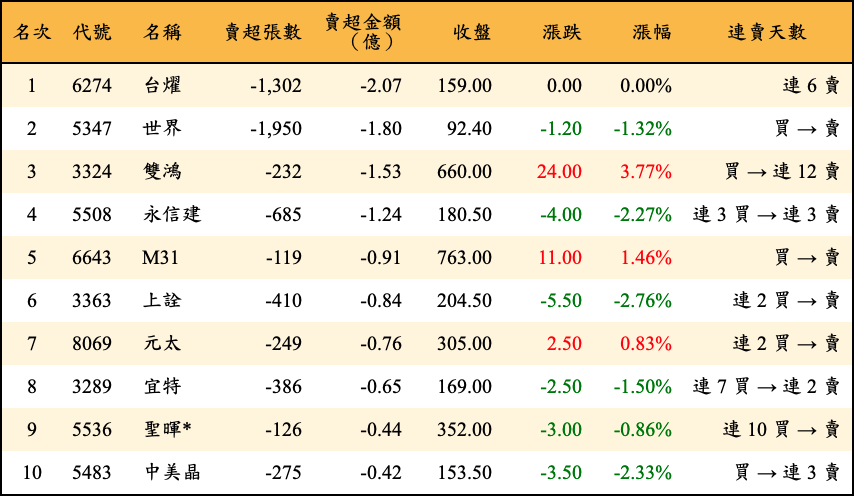 名次 代號 名稱 賣超張數 賣超金額(億) 收盤 漲跌 漲幅 連賣天數
1 6274 台燿 -1,302 -2.07 159.00 0.00 0.00% 連 6 賣
2 5347 世界 -1,950 -1.80 92.40 -1.20 -1.32% 買 → 賣
3 3324 雙鴻 -232 -1.53 660.00 24.00 3.77% 買 → 連 12 賣
4 5508 永信建 -685 -1.24 180.50 -4.00 -2.27% 連 3 買 → 連 3 賣
5 6643 M31 -119 -0.91 763.00 11.00 1.46% 買 → 賣
6 3363 上詮 -410 -0.84 204.50 -5.50 -2.76% 連 2 買 → 賣
7 8069 元太 -249 -0.76 305.00 2.50 0.83% 連 2 買 → 賣
8 3289 宜特 -386 -0.65 169.00 -2.50 -1.50% 連 7 買 → 連 2 賣
9 5536 聖暉* -126 -0.44 352.00 -3.00 -0.86% 連 10 買 → 賣
10 5483 中美晶 -275 -0.42 153.50 -3.50 -2.33% 買 → 連 3 賣